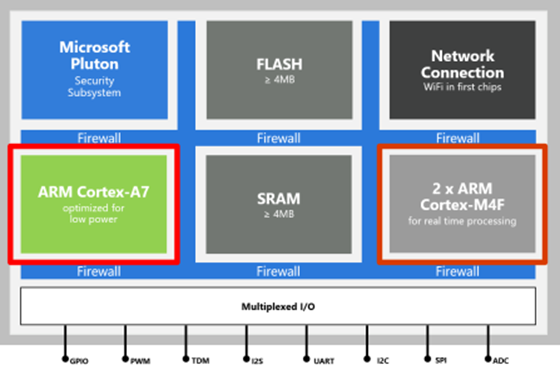 Microsoft
Pluton
Security
Subsystem
FLASH
≥ 4MB
Network
Connection
WiFi in first chips
Firewall
Firewall
Firewall
ARM Cortex-A7
optimized for
low power
SRAM
≥ 4MB
2 x ARM
Cortex-M4F
for real time processing
Firewall
Firewall
Firewall
Multiplexed I/O
GPIO
PWM
TDM
I2S
UART
I2C
SPI
ADC